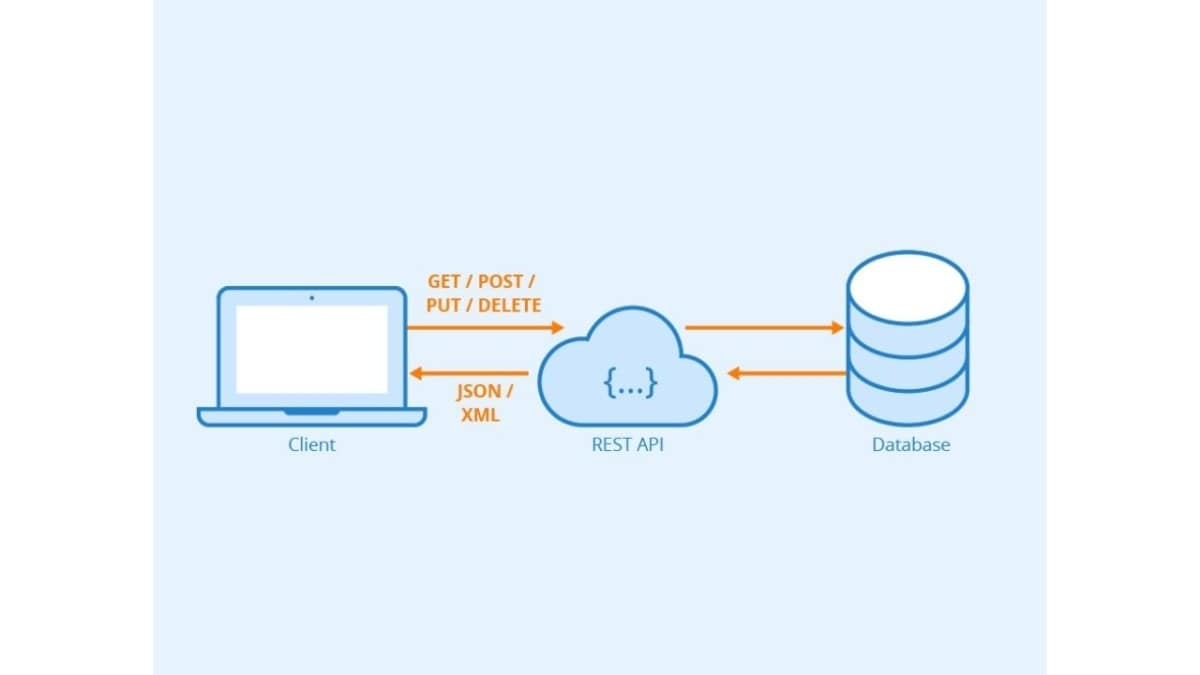 GET / POST /
PUT / DELETE
JSON /
XML
{...}
Client
REST API
Database